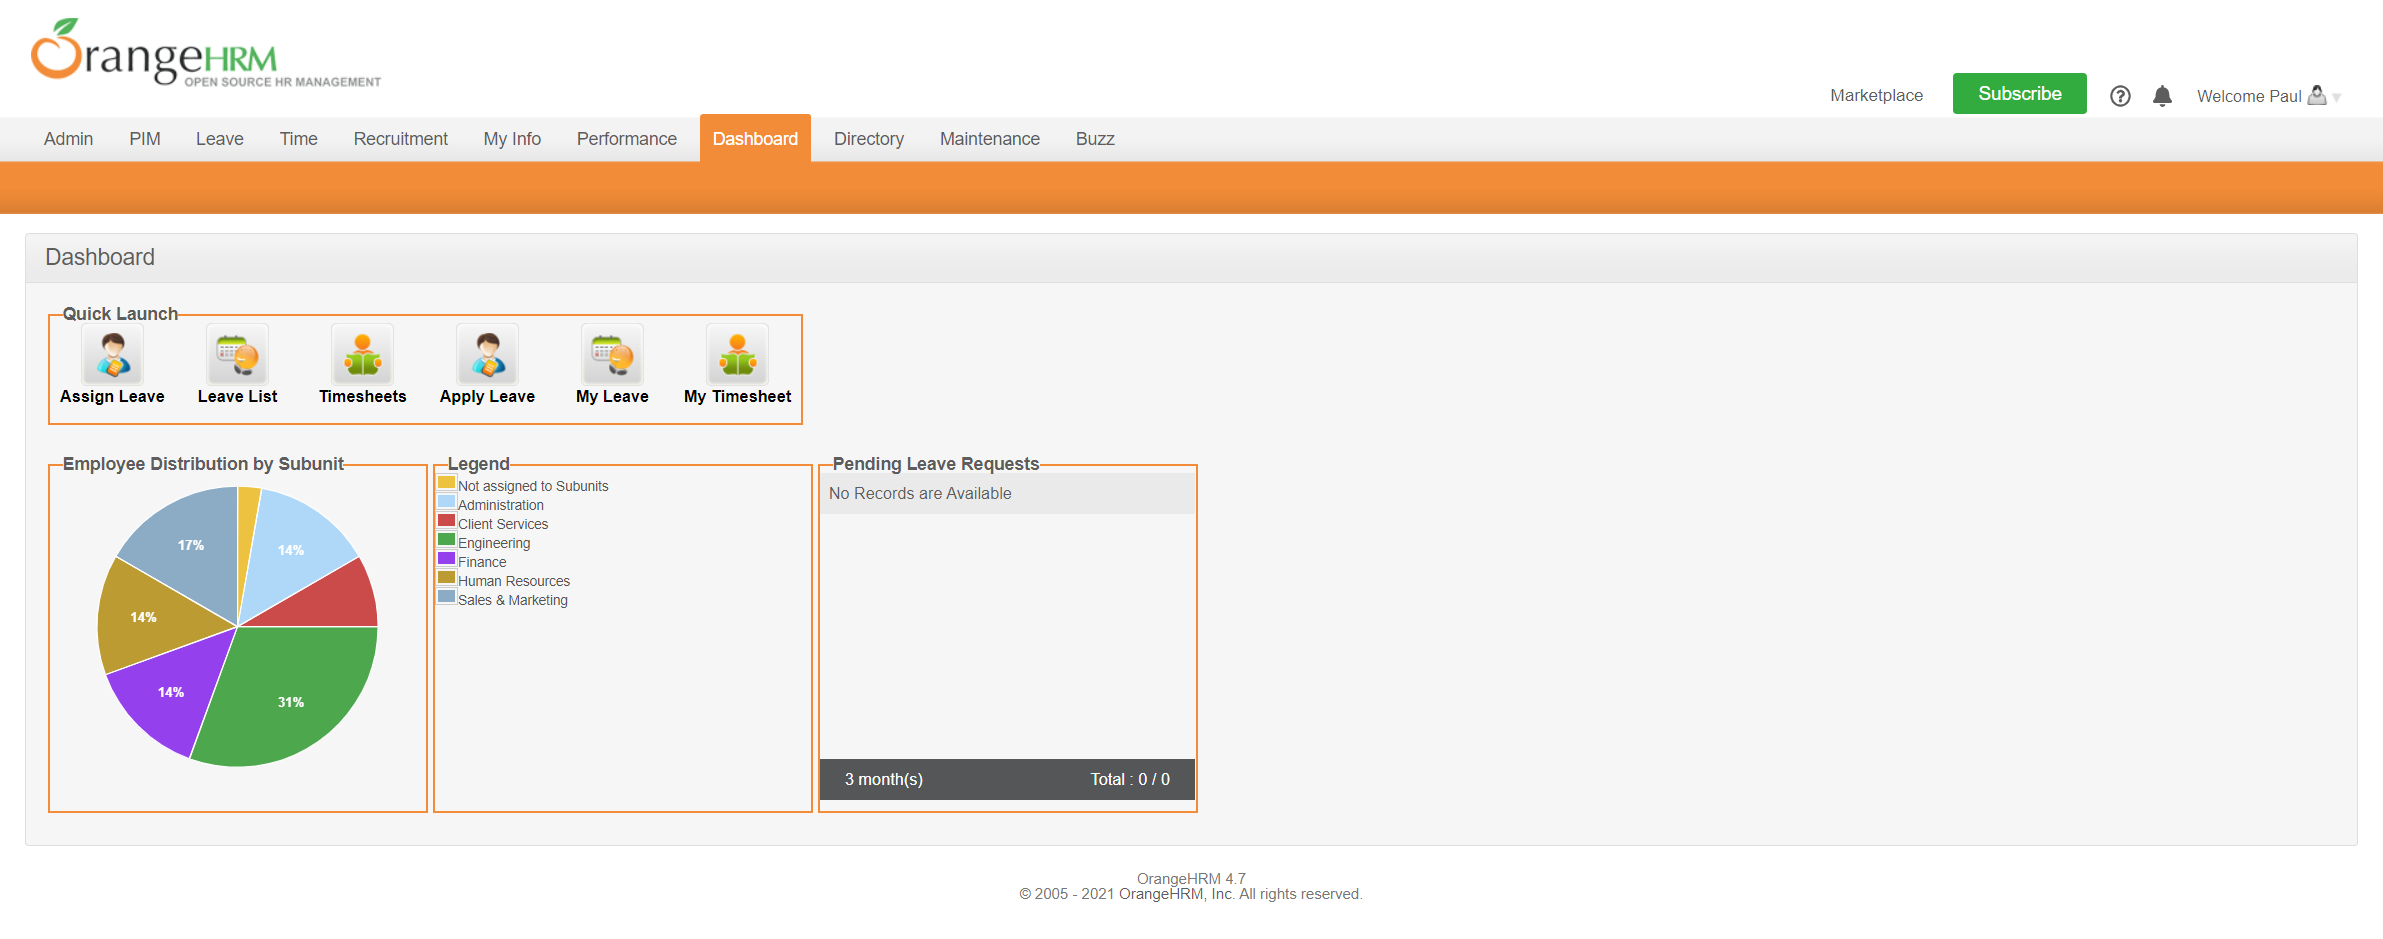 OrangeHRM
OPEN SOURCE HR MANAGEMENT
Marketplace Subscribe Welcome Paul
Admin PIM Leave Time Recruitment My Info Performance Dashboard Directory Maintenance Buzz
Dashboard
Quick Launch
Assign Leave Leave List Timesheets Apply Leave My Leave My Timesheet
Employee Distribution by Subunit
17%
14%
14%
14%
31%
Legend
Not assigned to Subunits
Administration
Client Services
Engineering
Finance
Human Resources
Sales & Marketing
Pending Leave Requests
No Records are Available
3 month(s) Total : 0 / 0
OrangeHRM 4.7
© 2005 - 2021 OrangeHRM, Inc. All rights reserved.